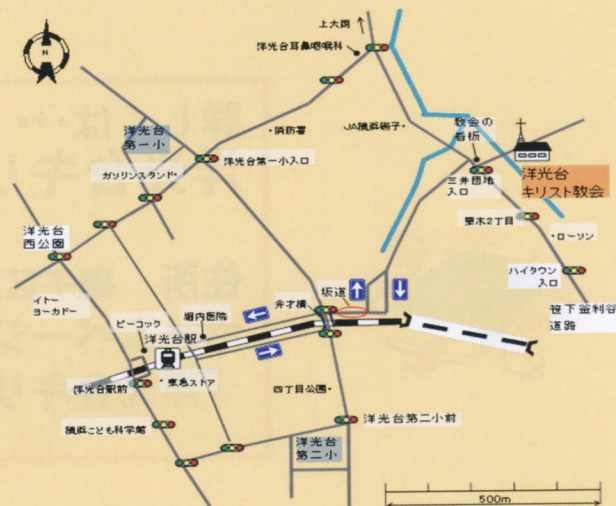 上大岡
洋光台耳鼻咽喉科
N
洋光台
第一小
・消防署
JA横浜磯子・
教会の
看板
洋光台第一小入口
三井団地
入口
洋光台
キリスト教会
ガソリンスタンド・
栗木2丁目
・ローソン
洋光台
西公園
ハイタウン
入口
イトー
ヨーカドー
堀内医院
弁才橋
坂道
笹下釜利谷
道路
ピーコック
洋光台駅
洋光台駅前
・東急ストア
四丁目公園・
横浜こども科学館
洋光台第二小前
洋光台
第二小
500m